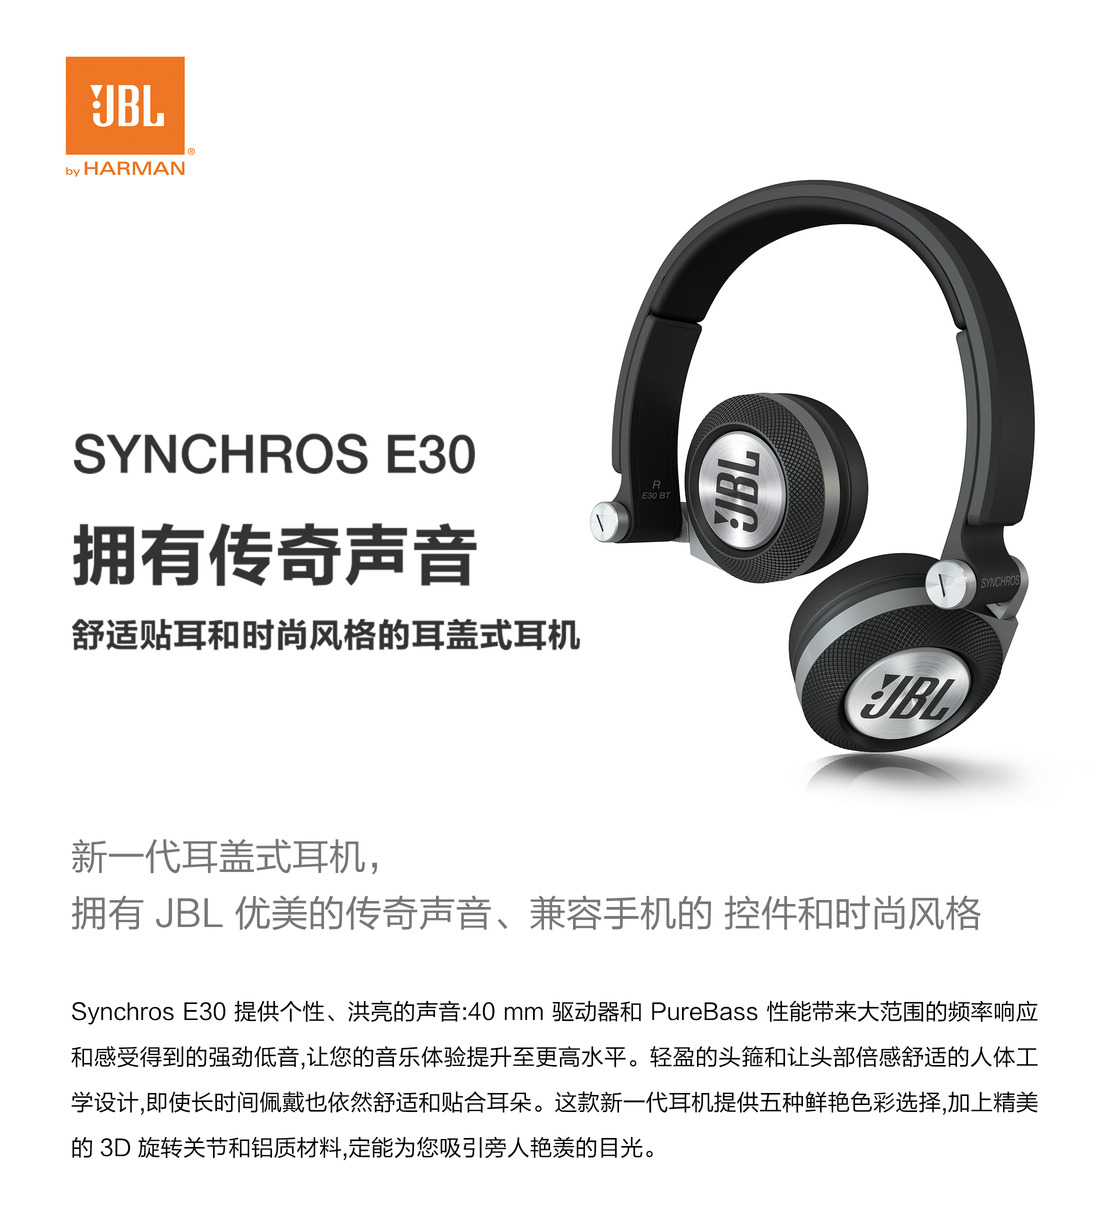 JBL
®
by HARMAN
R
E30 BT
JBL
SYNCHROS
JBL
SYNCHROS E30
拥有传奇声音
舒适贴耳和时尚风格的耳盖式耳机
新一代耳盖式耳机，
拥有 JBL 优美的传奇声音、兼容手机的 控件和时尚风格
Synchros E30 提供个性、洪亮的声音:40 mm 驱动器和 PureBass 性能带来大范围的频率响应
和感受得到的强劲低音,让您的音乐体验提升至更高水平。轻盈的头箍和让头部倍感舒适的人体工
学设计,即使长时间佩戴也依然舒适和贴合耳朵。这款新一代耳机提供五种鲜艳色彩选择,加上精美
的 3D 旋转关节和铝质材料,定能为您吸引旁人艳羡的目光。